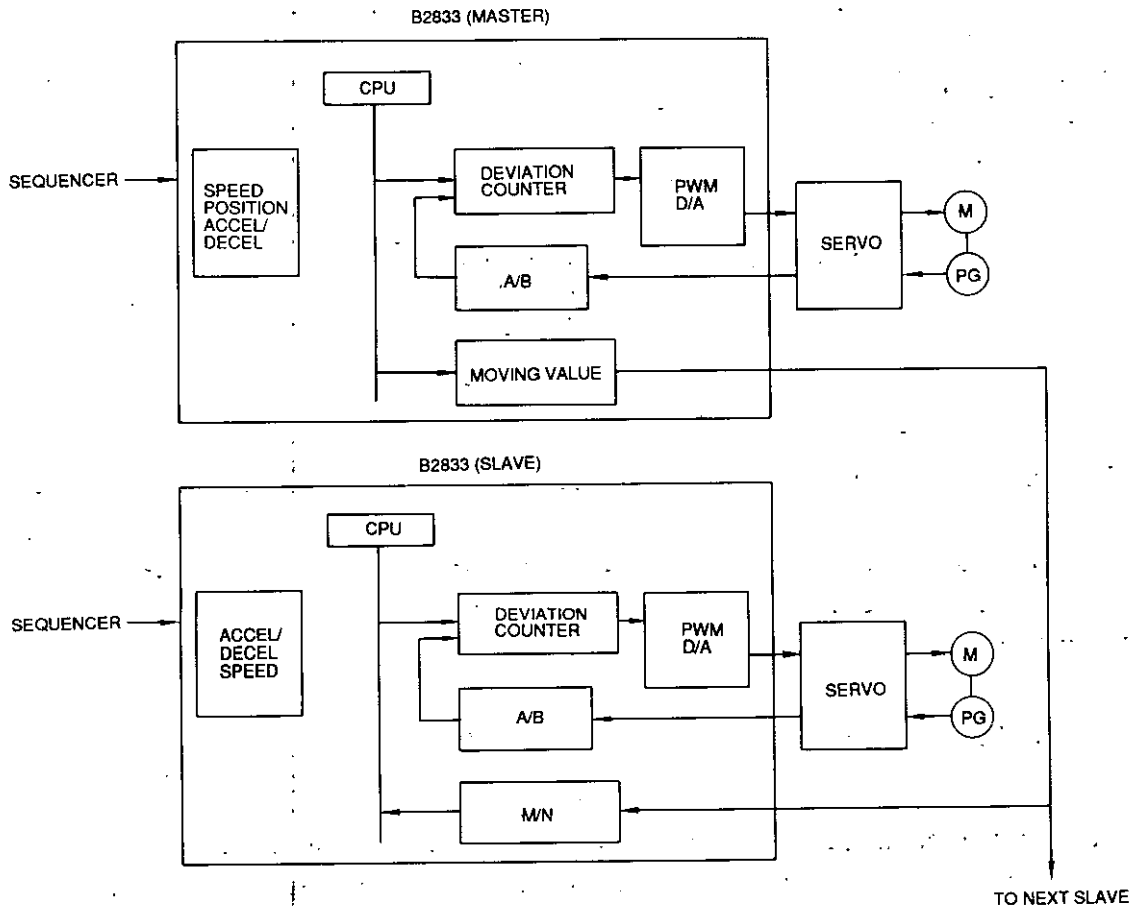 B2833 (MASTER)
CPU
SEQUENCER
SPEED
POSITION
ACCEL/
DECEL
DEVIATION
COUNTER
PWM
D/A
SERVO
M
PG
A/B
MOVING VALUE
B2833 (SLAVE)
CPU
SEQUENCER
ACCEL/
DECEL
SPEED
DEVIATION
COUNTER
PWM
D/A
SERVO
M
PG
A/B
M/N
TO NEXT SLAVE